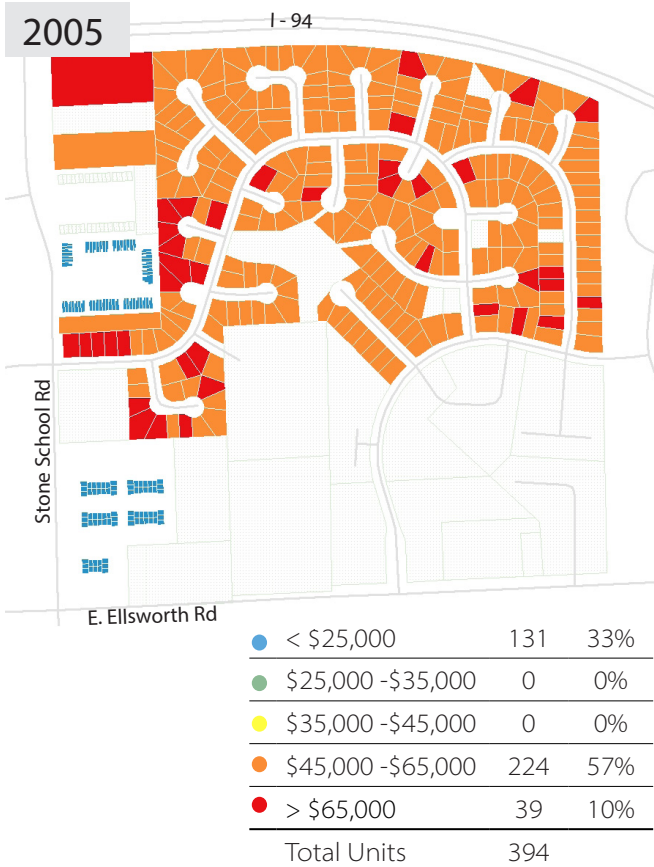 2005
I - 94
Stone School Rd
E. Ellsworth Rd
< $25,000 131 33%
$25,000 -$35,000 0 0%
$35,000 -$45,000 0 0%
$45,000 -$65,000 224 57%
> $65,000 39 10%
Total Units 394